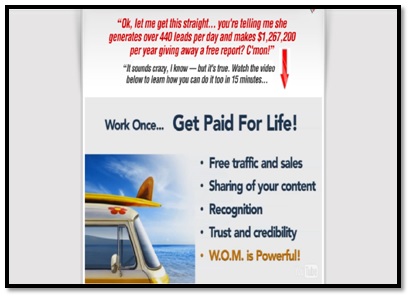 “Ok, let me get this straight... you're telling me she
generates over 440 leads per day and makes $1,267,200
per year giving away a free report? C'mon!”
“It sounds crazy, I know — but it's true. Watch the video
below to learn how you can do it too in 15 minutes...
Work Once... Get Paid For Life!
• Free traffic and sales
• Sharing of your content
• Recognition
• Trust and credibility
• W.O.M. is Powerful!